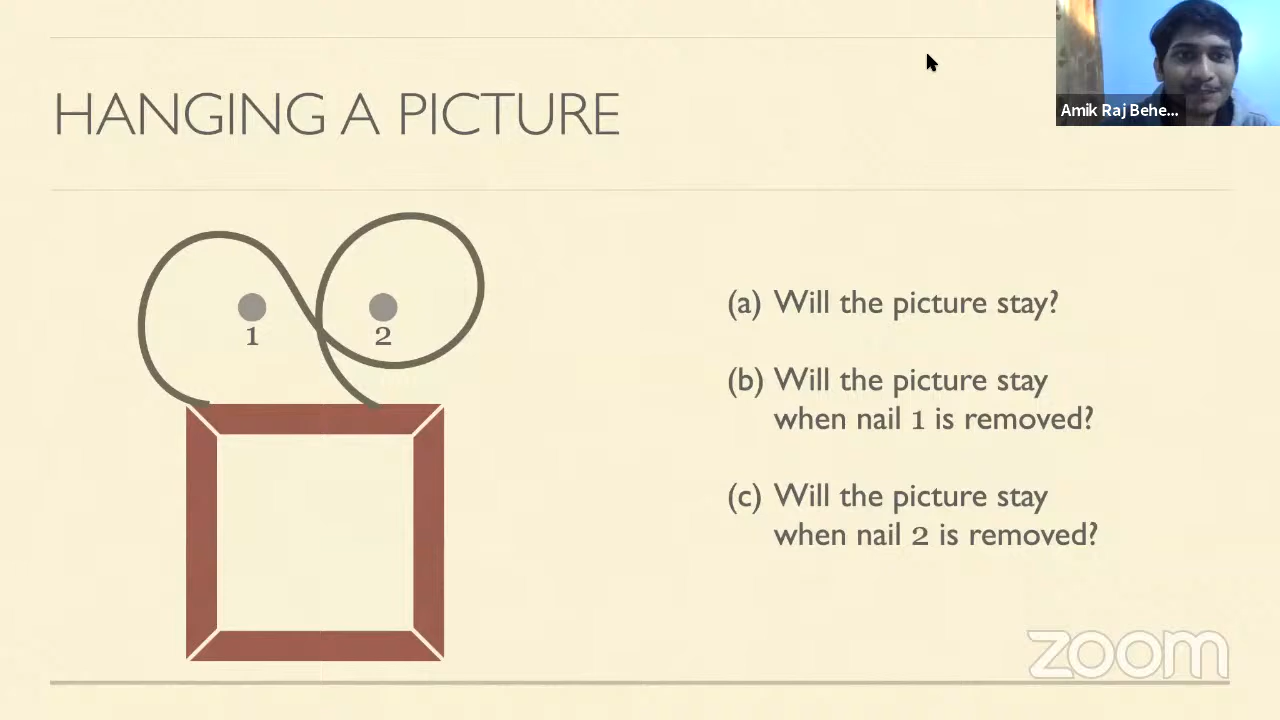 Amik Raj Behe...
HANGING A PICTURE
1
2
(a) Will the picture stay?
(b) Will the picture stay
when nail 1 is removed?
(c) Will the picture stay
when nail 2 is removed?
zoom